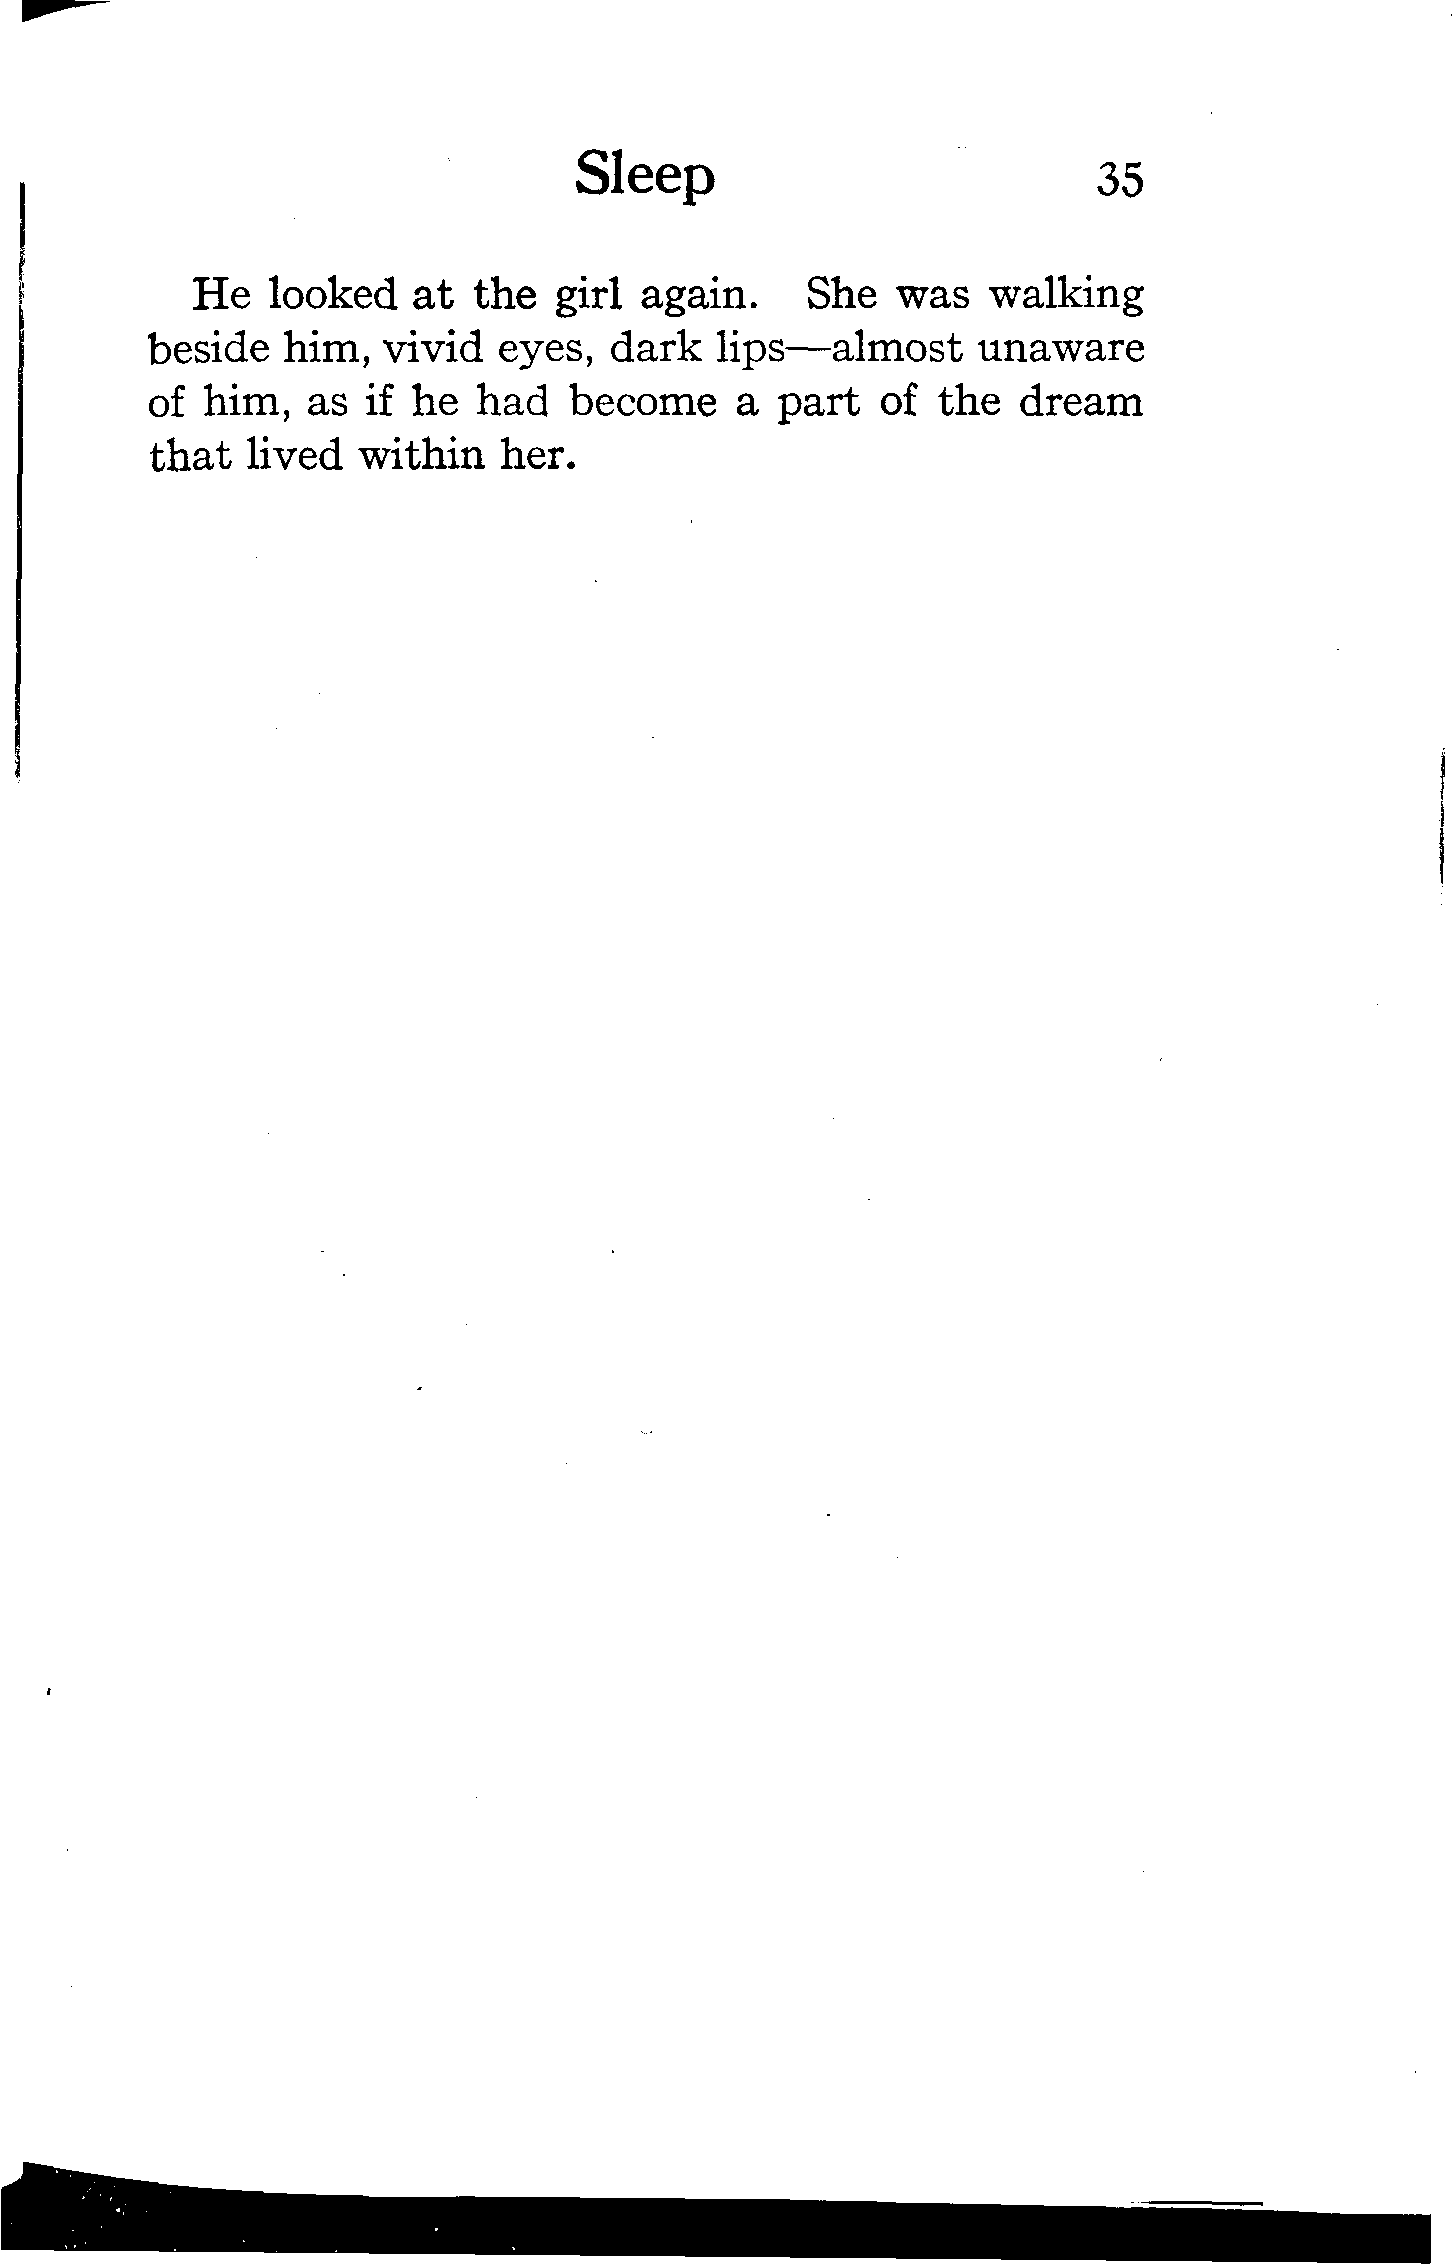 Sleep 35
He looked at the girl again. She was walking
beside him, vivid eyes, dark lips—almost unaware
of him, as if he had become a part of the dream
that lived within her.